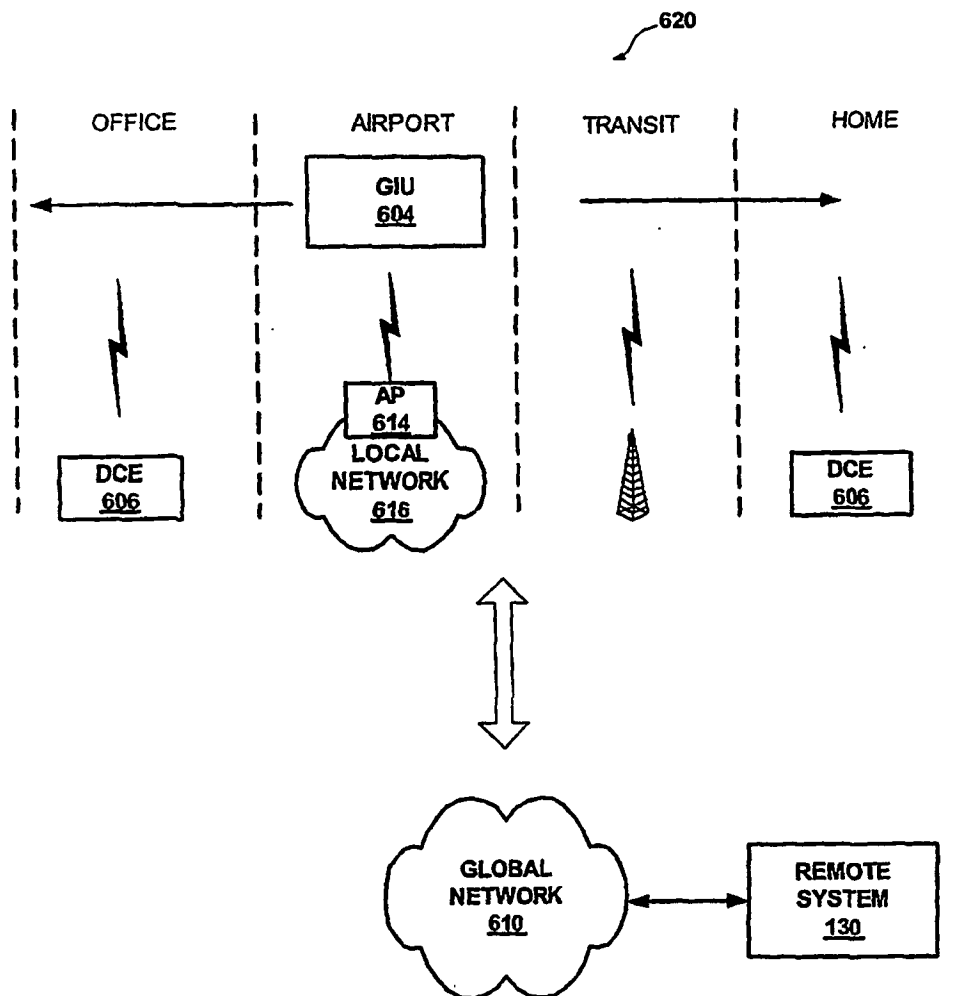 620
OFFICE
AIRPORT
TRANSIT
HOME
GIU
604
AP
614
LOCAL
NETWORK
616
DCE
606
DCE
606
GLOBAL
NETWORK
610
REMOTE
SYSTEM
130